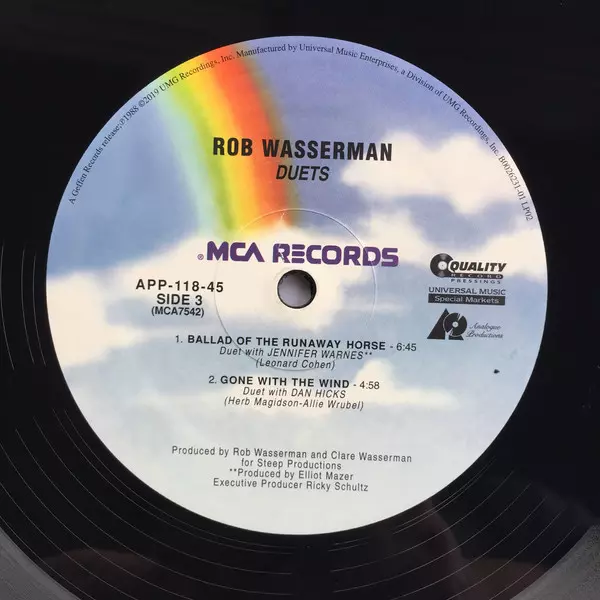 A Geffen Records release; ℗1988 ©2019 UMG Recordings, Inc. Manufactured by Universal Music Enterprises, a Division of UMG Recordings, Inc. B0026231-01 LP02
ROB WASSERMAN
DUETS
®MCA RECORDS
QUALITY
RECORD
PRESSINGS
UNIVERSAL MUSIC
Special Markets
Analogue
Productions
APP-118-45
SIDE 3
(MCA7542)
1. BALLAD OF THE RUNAWAY HORSE - 6:45
Duet with JENNIFER WARNES**
(Leonard Cohen)
2. GONE WITH THE WIND - 4:58
Duet with DAN HICKS
(Herb Magidson-Allie Wrubel)
Produced by Rob Wasserman and Clare Wasserman
for Steep Productions
**Produced by Elliot Mazer
Executive Producer Ricky Schultz